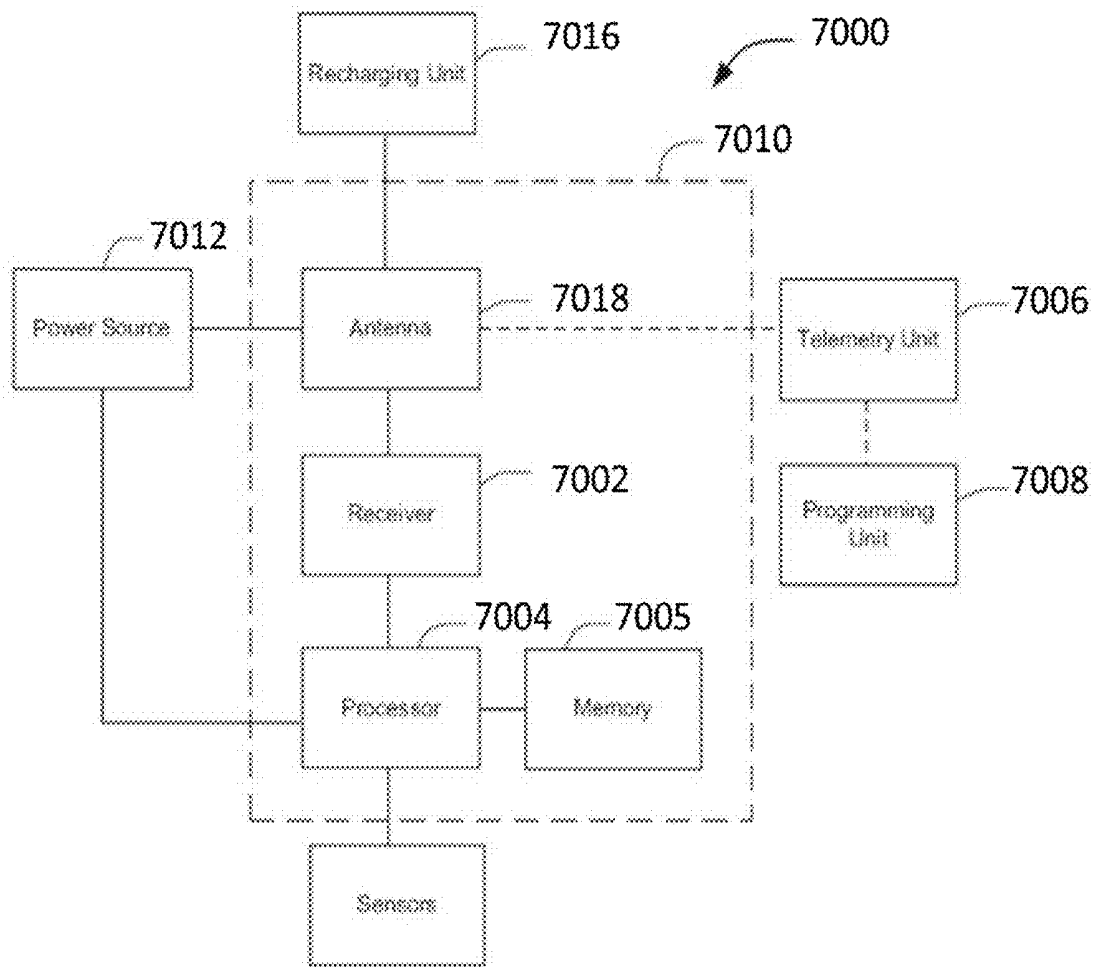 7016
7000
Recharging Unit
7010
7012
7018
7006
Power Source
Antenna
Telemetry Unit
7002
7008
Receiver
Programming
Unit
7004
7005
Processor
Memory
Sensors